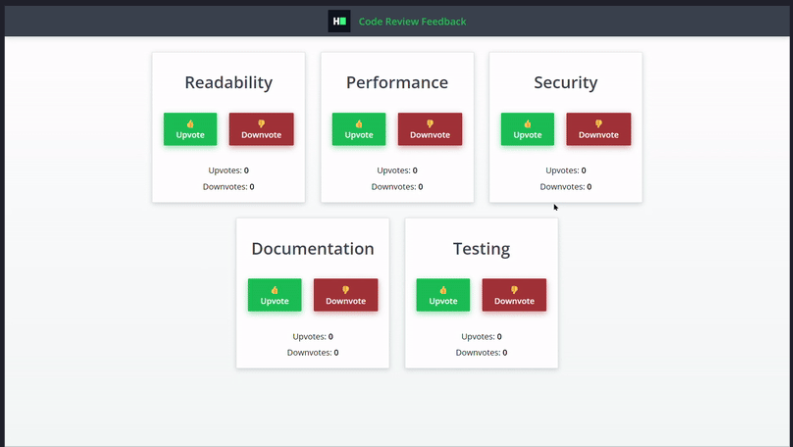 H Code Review Feedback
Readability Performance Security
👍 👎 👍 👎 👍 👎
Upvote Downvote Upvote Downvote Upvote Downvote
Upvotes: 0 Upvotes: 0 Upvotes: 0
Downvotes: 0 Downvotes: 0 Downvotes: 0
Documentation Testing
👍 👎 👍 👎
Upvote Downvote Upvote Downvote
Upvotes: 0 Upvotes: 0
Downvotes: 0 Downvotes: 0